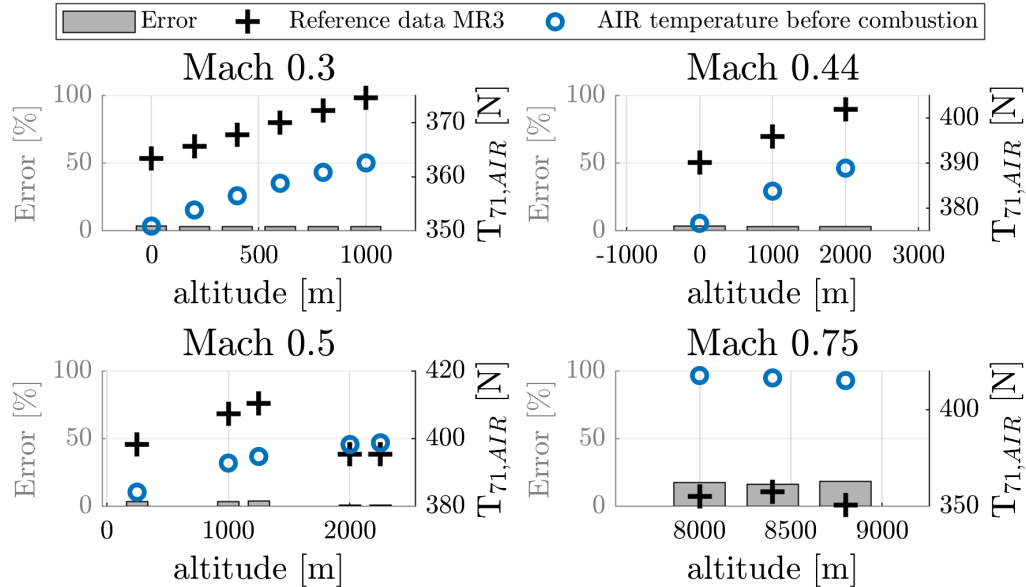 Error Reference data MR3 AIR temperature before combustion
Mach 0.3
Mach 0.44
Error [%]
100
50
0
370
360
350
T71,AIR [N]
0 500 1000
altitude [m]
Error [%]
100
50
0
400
390
380
T71,AIR [N]
-1000 0 1000 2000 3000
altitude [m]
Mach 0.5
Mach 0.75
Error [%]
100
50
0
420
400
380
T71,AIR [N]
0 1000 2000
altitude [m]
Error [%]
100
50
0
400
350
T71,AIR [N]
8000 8500 9000
altitude [m]